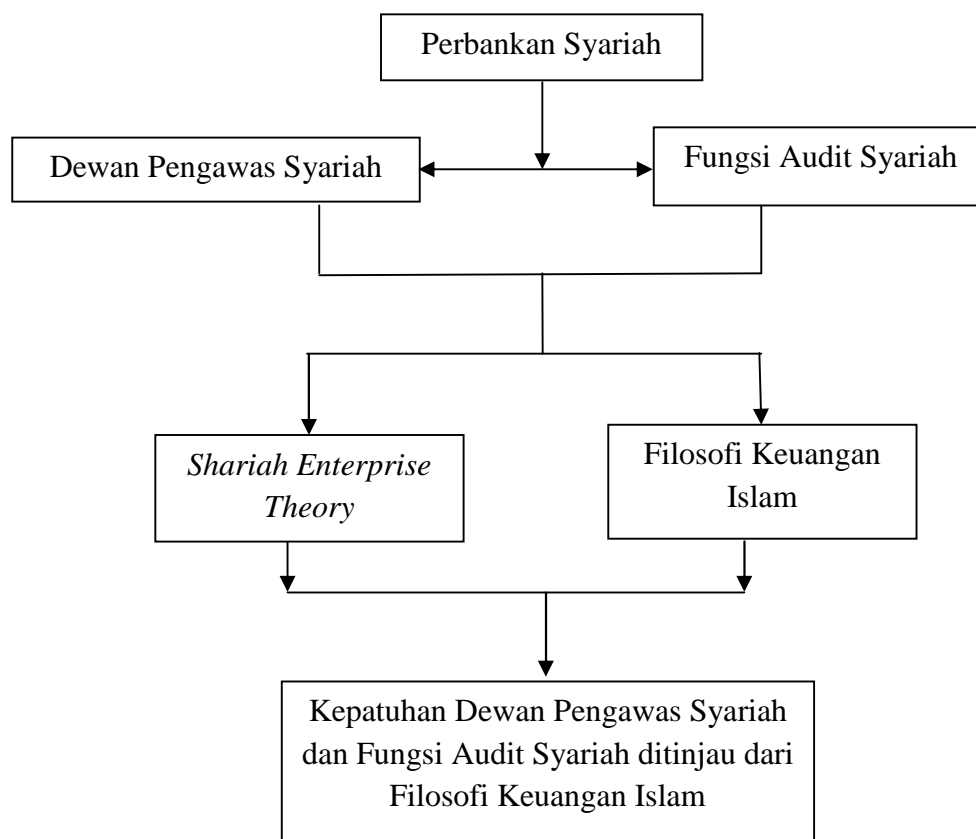 Perbankan Syariah
Dewan Pengawas Syariah
Fungsi Audit Syariah
Shariah Enterprise
Theory
Filosofi Keuangan
Islam
Kepatuhan Dewan Pengawas Syariah
dan Fungsi Audit Syariah ditinjau dari
Filosofi Keuangan Islam